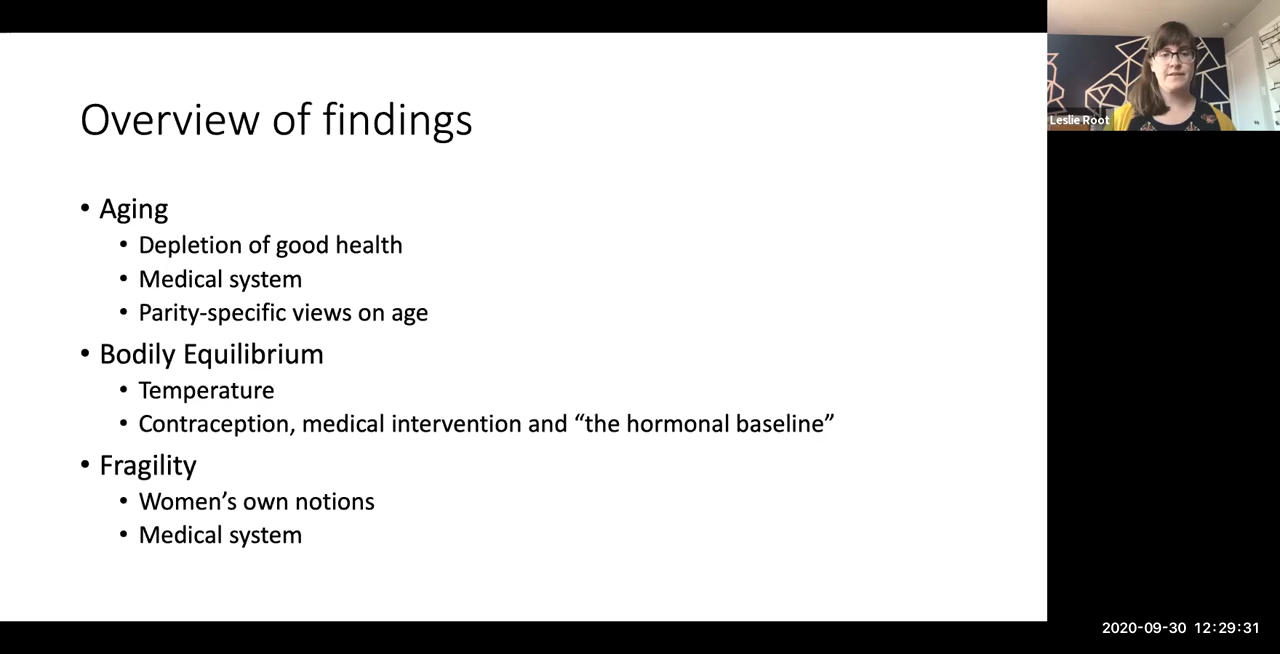 Overview of findings
• Aging
• Depletion of good health
• Medical system
• Parity-specific views on age
• Bodily Equilibrium
• Temperature
• Contraception, medical intervention and “the hormonal baseline”
• Fragility
• Women’s own notions
• Medical system
Leslie Root
2020-09-30 12:29:31